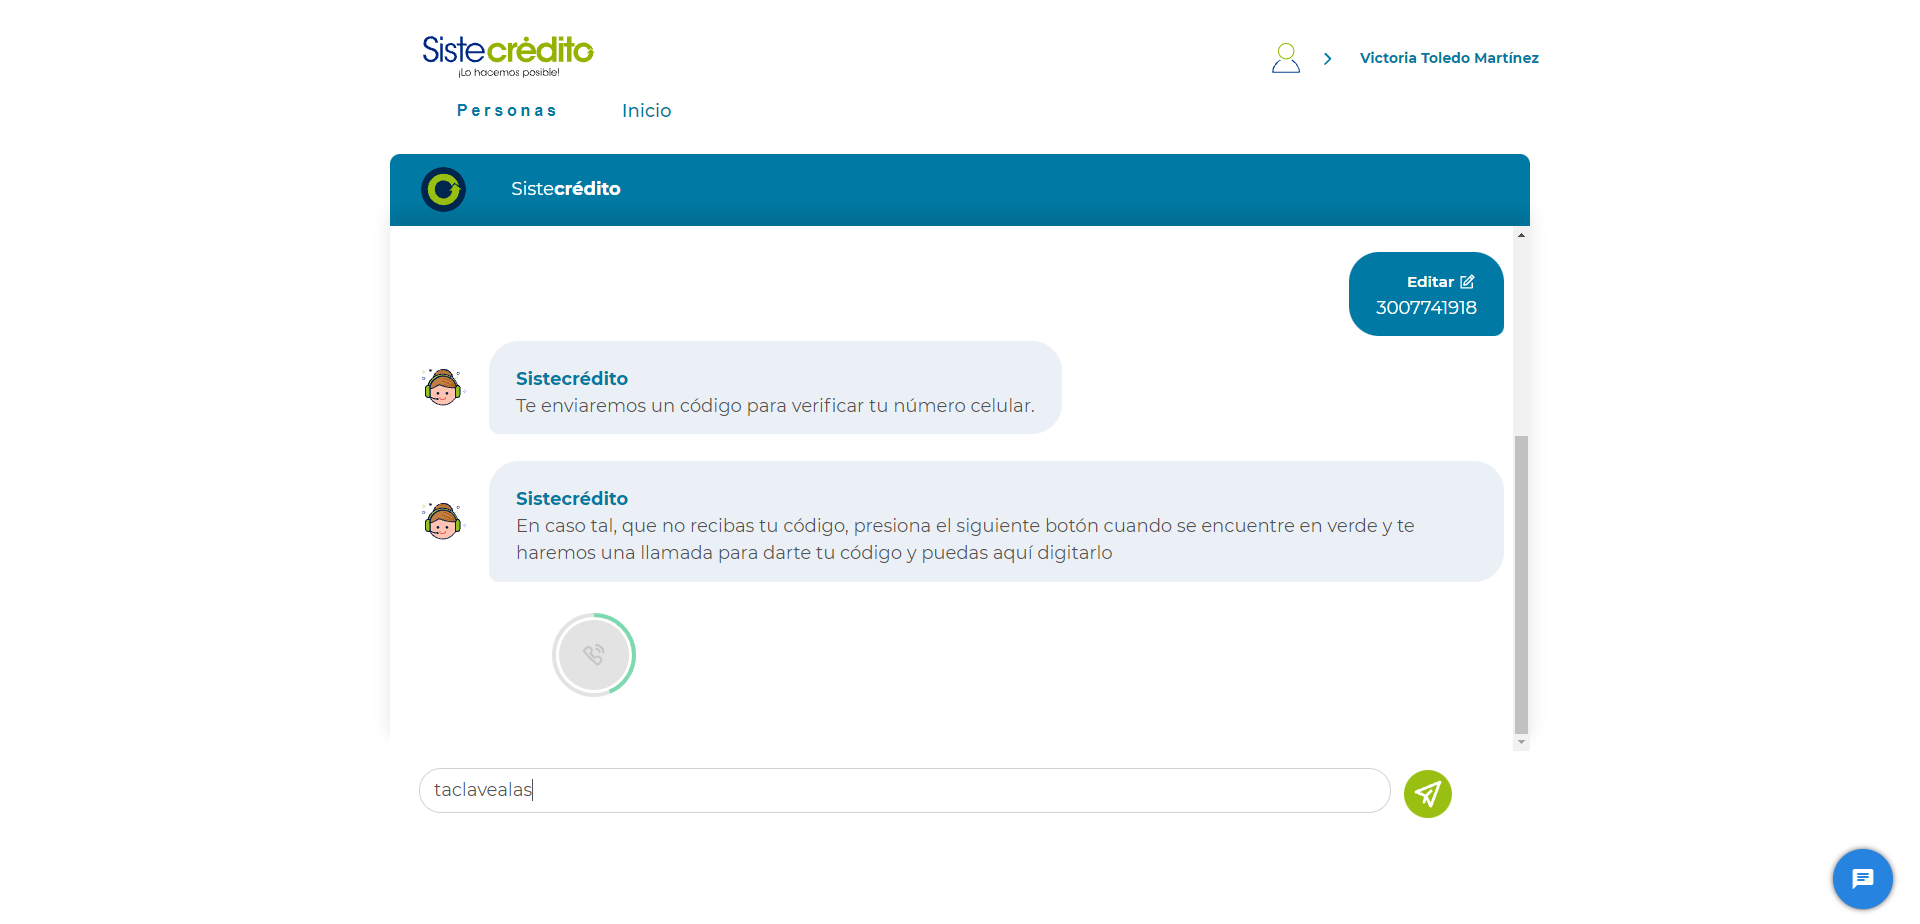 Sistecrédito
¡Lo hacemos posible!
Victoria Toledo Martínez
Personas
Inicio
Sistecrédito
Editar
3007741918
Sistecrédito
Te enviaremos un código para verificar tu número celular.
Sistecrédito
En caso tal, que no recibas tu código, presiona el siguiente botón cuando se encuentre en verde y te
haremos una llamada para darte tu código y puedas aquí digitarlo
taclavealas